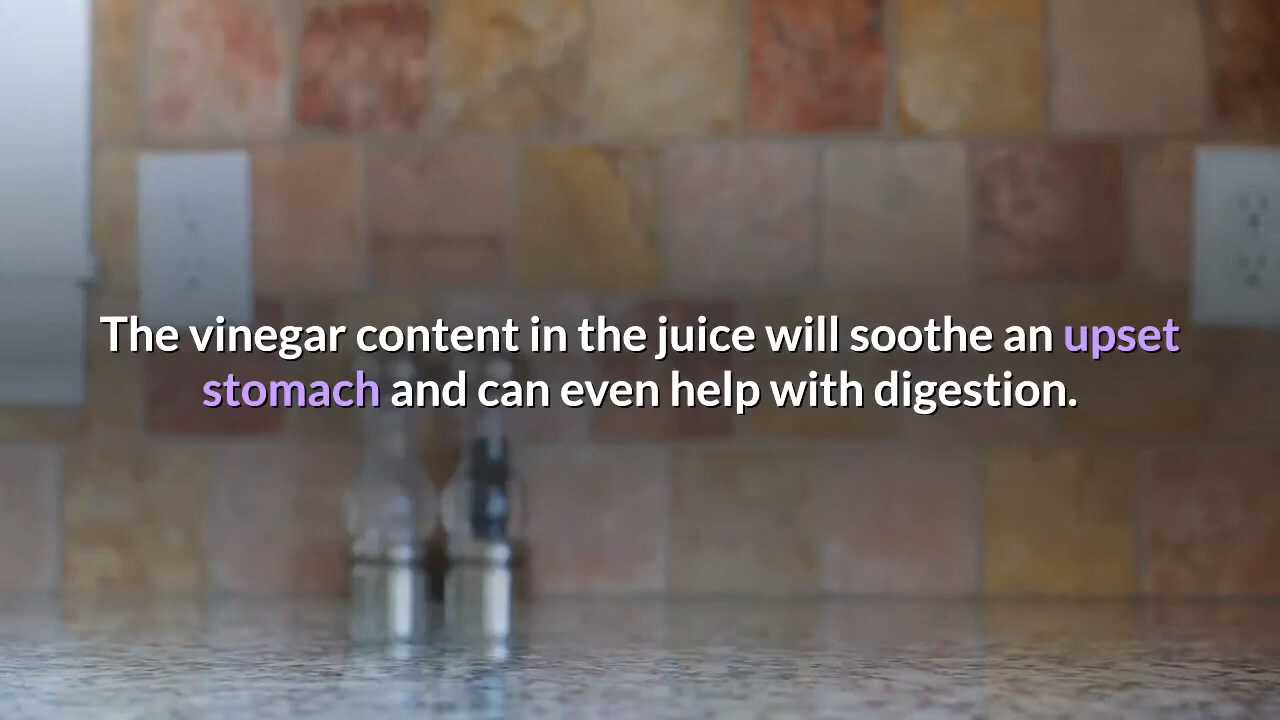 The vinegar content in the juice will soothe an upset
stomach and can even help with digestion.